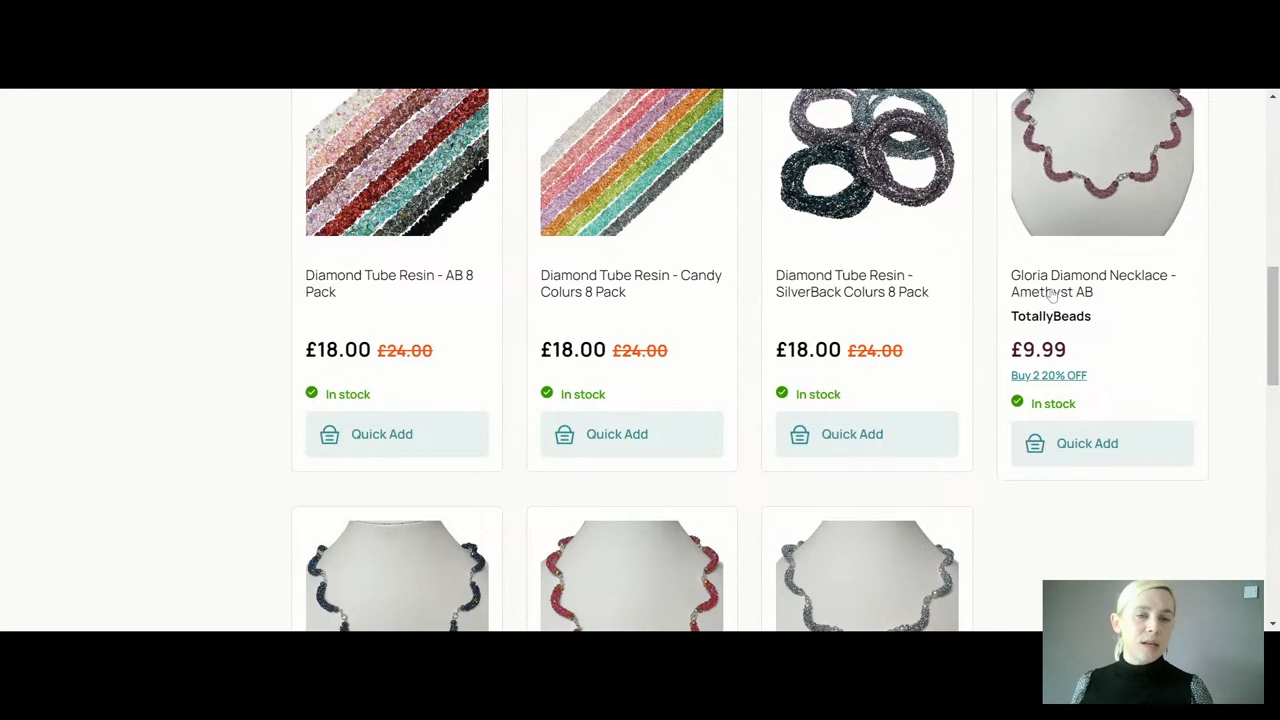 Diamond Tube Resin - AB 8
Pack
£18.00 £24.00
In stock
Quick Add
Diamond Tube Resin - Candy
Colurs 8 Pack
£18.00 £24.00
In stock
Quick Add
Diamond Tube Resin -
SilverBack Colurs 8 Pack
£18.00 £24.00
In stock
Quick Add
Gloria Diamond Necklace -
Amethyst AB
TotallyBeads
£9.99
Buy 2 20% OFF
In stock
Quick Add